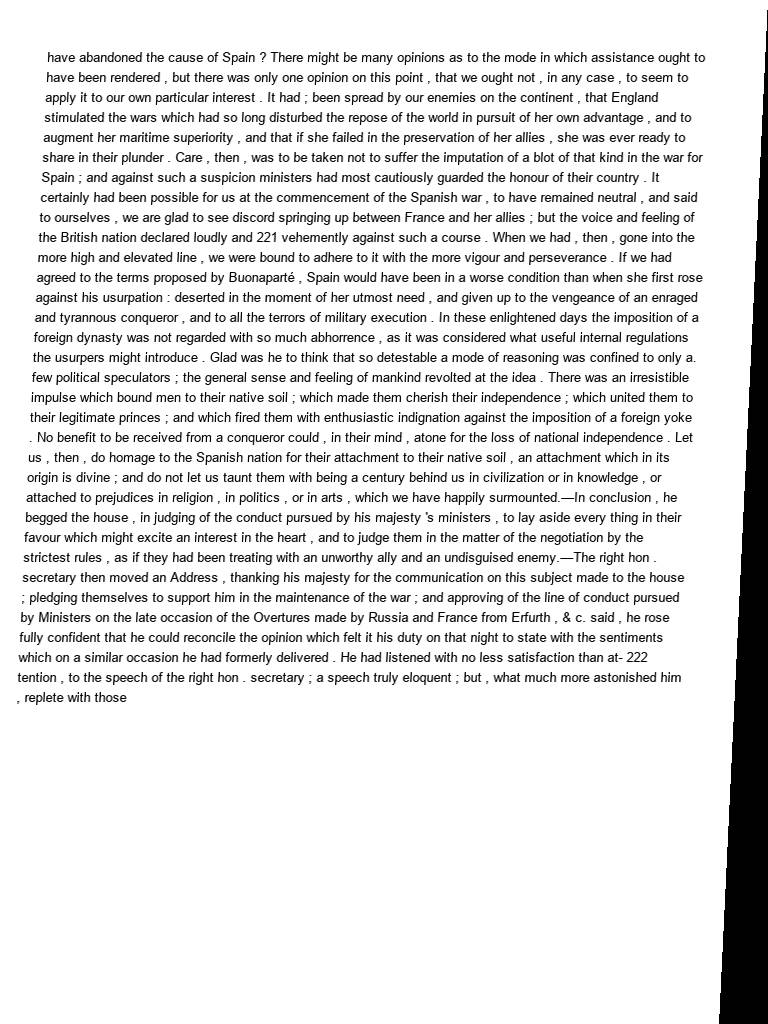 have abandoned the cause of Spain ? There might be many opinions as to the mode in which assistance ought to
have been rendered , but there was only one opinion on this point , that we ought not , in any case , to seem to
apply it to our own particular interest . It had ; been spread by our enemies on the continent , that England
stimulated the wars which had so long disturbed the repose of the world in pursuit of her own advantage , and to
augment her maritime superiority , and that if she failed in the preservation of her allies , she was ever ready to
share in their plunder . Care , then , was to be taken not to suffer the imputation of a blot of that kind in the war for
Spain ; and against such a suspicion ministers had most cautiously guarded the honour of their country . It
certainly had been possible for us at the commencement of the Spanish war , to have remained neutral , and said
to ourselves , we are glad to see discord springing up between France and her allies ; but the voice and feeling of
the British nation declared loudly and 221 vehemently against such a course . When we had , then , gone into the
more high and elevated line , we were bound to adhere to it with the more vigour and perseverance . If we had
agreed to the terms proposed by Buonaparté , Spain would have been in a worse condition than when she first rose
against his usurpation : deserted in the moment of her utmost need , and given up to the vengeance of an enraged
and tyrannous conqueror , and to all the terrors of military execution . In these enlightened days the imposition of a
foreign dynasty was not regarded with so much abhorrence , as it was considered what useful internal regulations
the usurpers might introduce . Glad was he to think that so detestable a mode of reasoning was confined to only a.
few political speculators ; the general sense and feeling of mankind revolted at the idea . There was an irresistible
impulse which bound men to their native soil ; which made them cherish their independence ; which united them to
their legitimate princes ; and which fired them with enthusiastic indignation against the imposition of a foreign yoke
. No benefit to be received from a conqueror could , in their mind , atone for the loss of national independence . Let
us , then , do homage to the Spanish nation for their attachment to their native soil , an attachment which in its
origin is divine ; and do not let us taunt them with being a century behind us in civilization or in knowledge , or
attached to prejudices in religion , in politics , or in arts , which we have happily surmounted.—In conclusion , he
begged the house , in judging of the conduct pursued by his majesty 's ministers , to lay aside every thing in their
favour which might excite an interest in the heart , and to judge them in the matter of the negotiation by the
strictest rules , as if they had been treating with an unworthy ally and an undisguised enemy.—The right hon .
secretary then moved an Address , thanking his majesty for the communication on this subject made to the house
; pledging themselves to support him in the maintenance of the war ; and approving of the line of conduct pursued
by Ministers on the late occasion of the Overtures made by Russia and France from Erfurth , & c. said , he rose
fully confident that he could reconcile the opinion which felt it his duty on that night to state with the sentiments
which on a similar occasion he had formerly delivered . He had listened with no less satisfaction than at- 222
tention , to the speech of the right hon . secretary ; a speech truly eloquent ; but , what much more astonished him
, replete with those